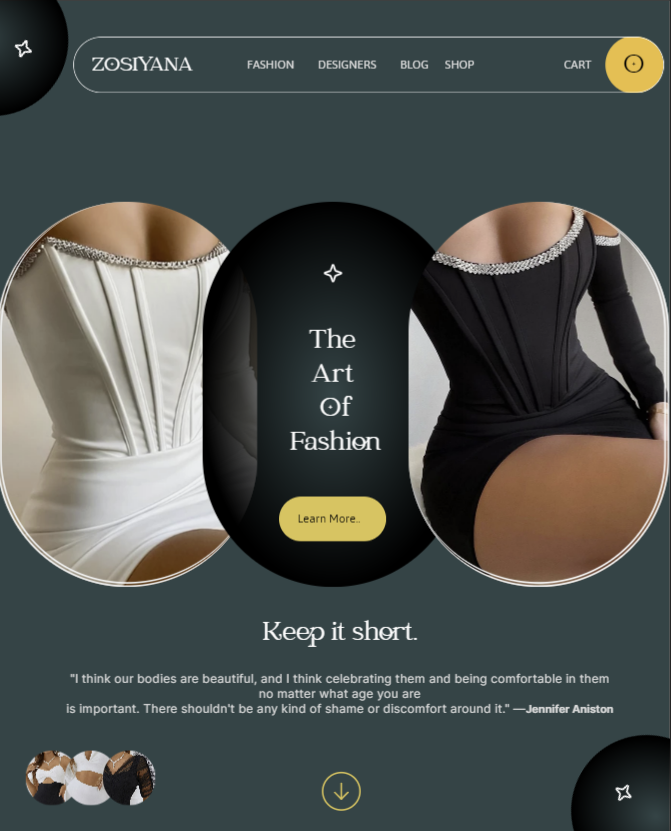 ZOSIYANA
FASHION DESIGNERS BLOG SHOP CART
The
Art
Of
Fashion
Learn More..
Keep it short.
"I think our bodies are beautiful, and I think celebrating them and being comfortable in them
no matter what age you are
is important. There shouldn't be any kind of shame or discomfort around it." —Jennifer Aniston